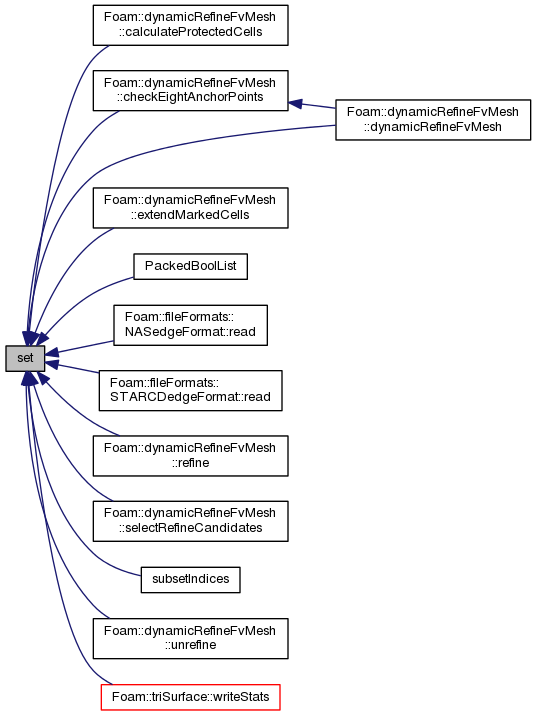 Foam::dynamicRefineFvMesh
::calculateProtectedCells
Foam::dynamicRefineFvMesh
::checkEightAnchorPoints
Foam::dynamicRefineFvMesh
::dynamicRefineFvMesh
Foam::dynamicRefineFvMesh
::extendMarkedCells
PackedBoolList
Foam::fileFormats::
NASedgeFormat::read
set
Foam::fileFormats::
STARCDedgeFormat::read
Foam::dynamicRefineFvMesh
::refine
Foam::dynamicRefineFvMesh
::selectRefineCandidates
subsetIndices
Foam::dynamicRefineFvMesh
::unrefine
Foam::triSurface::writeStats